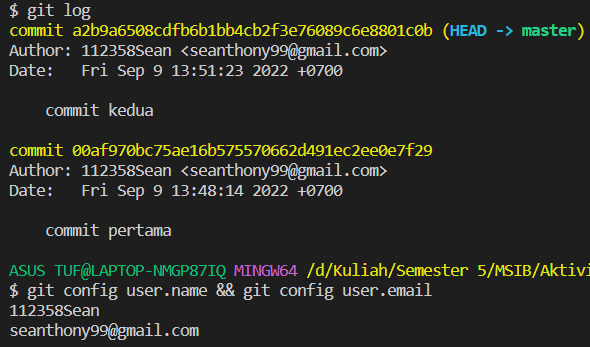 $ git log
commit a2b9a6508cdfb6b1bb4cb2f3e76089c6e8801c0b (HEAD -> master)
Author: 112358Sean <seanthony99@gmail.com>
Date:   Fri Sep 9 13:51:23 2022 +0700
    commit kedua
commit 00af970bc75ae16b575570662d491ec2ee0e7f29
Author: 112358Sean <seanthony99@gmail.com>
Date:   Fri Sep 9 13:48:14 2022 +0700
    commit pertama
ASUS TUF@LAPTOP-NMGP87IQ MINGW64 /d/Kuliah/Semester 5/MSIB/Aktivi
$ git config user.name && git config user.email
112358Sean
seanthony99@gmail.com